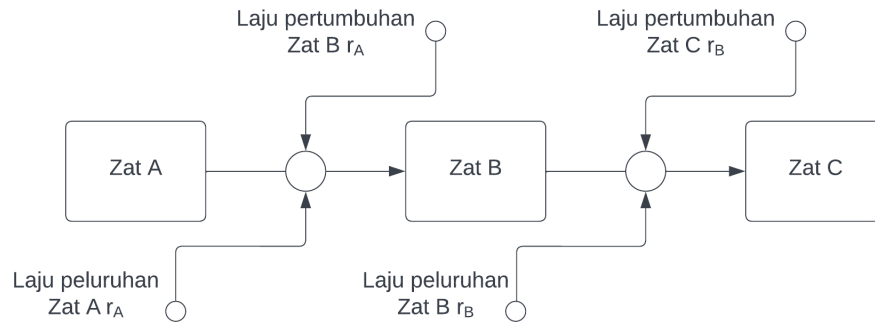 Laju pertumbuhan
Zat B rA
Laju pertumbuhan
Zat C rB
Zat A
Zat B
Zat C
Laju peluruhan
Zat A rA
Laju peluruhan
Zat B rB